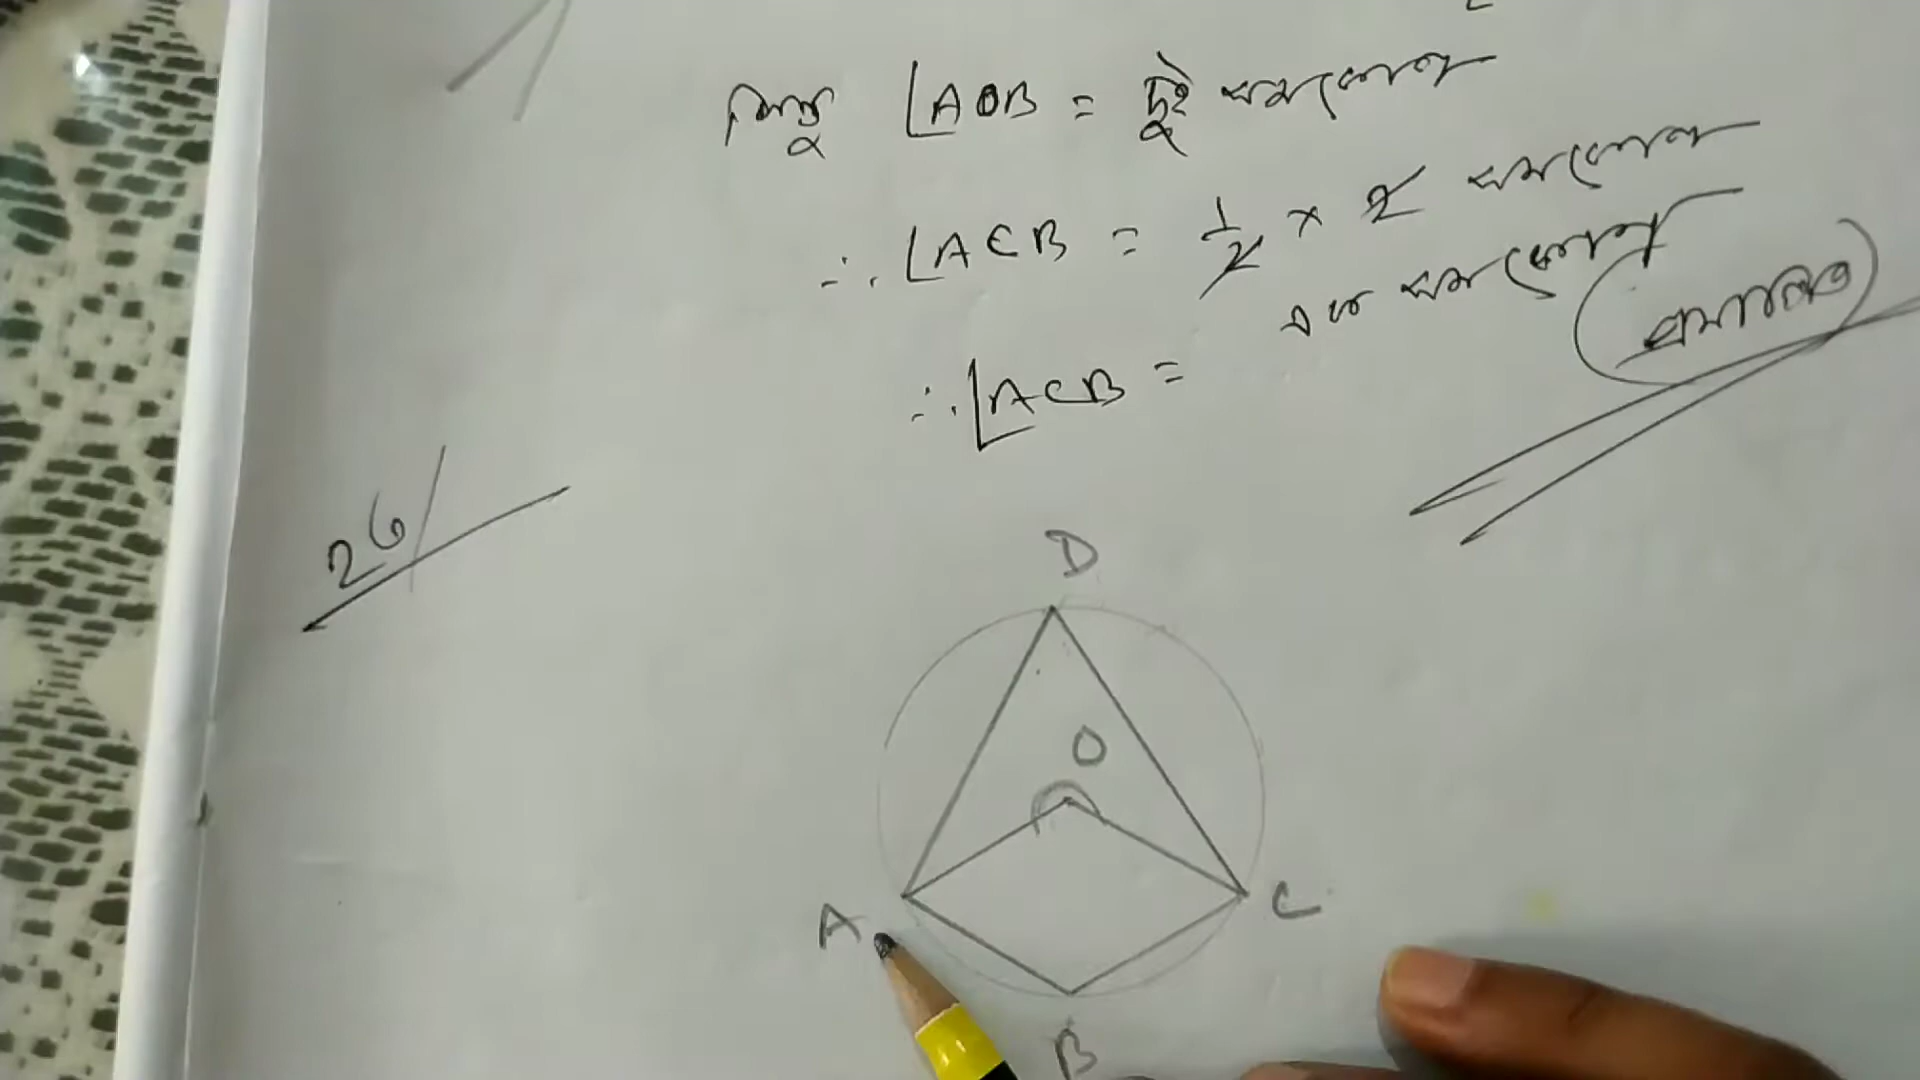 কিন্তু ∠AOB = দুই সমকোণ
∴ ∠ACB = 1/2 × 2 সমকোণ
∴ ∠ACB = এক সমকোণ (প্রমাণিত)
26/
D
O
A
C
B